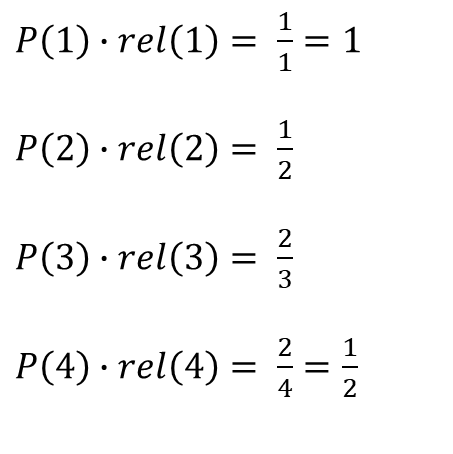 P(1) · rel(1) = 1/1 = 1
P(2) · rel(2) = 1/2
P(3) · rel(3) = 2/3
P(4) · rel(4) = 2/4 = 1/2